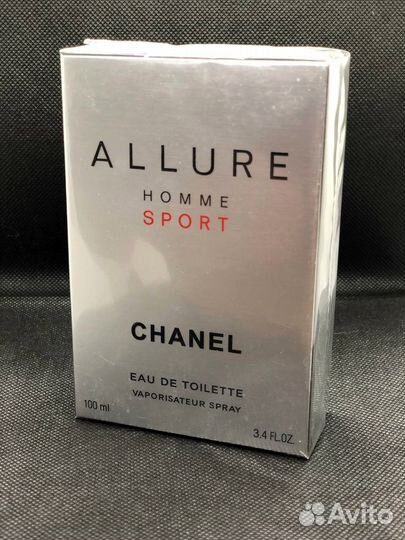 ALLURE
HOMME
SPORT
CHANEL
EAU DE TOILETTE
VAPORISATEUR SPRAY
100 ml
3.4 FL.OZ.
Avito